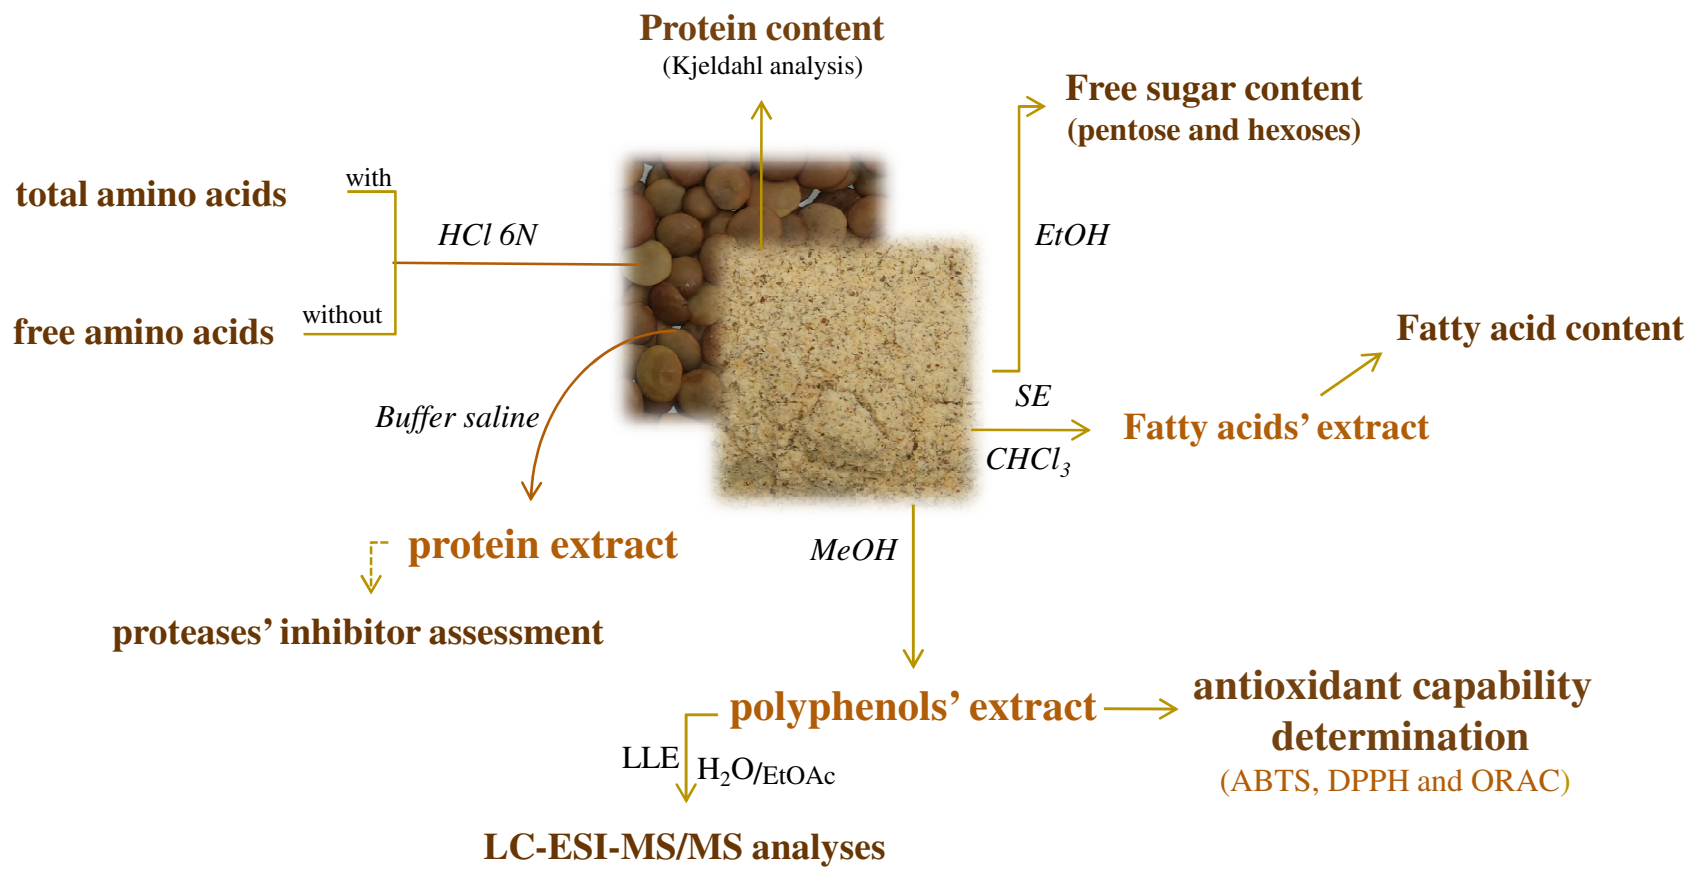 Protein content
(Kjeldahl analysis)
Free sugar content
(pentose and hexoses)
with
total amino acids
HCl 6N
EtOH
without
free amino acids
Fatty acid content
SE
Buffer saline
Fatty acids’ extract
CHCl₃
protein extract
MeOH
proteases’ inhibitor assessment
polyphenols’ extract
antioxidant capability
determination
(ABTS, DPPH and ORAC)
LLE
H₂O/EtOAc
LC-ESI-MS/MS analyses